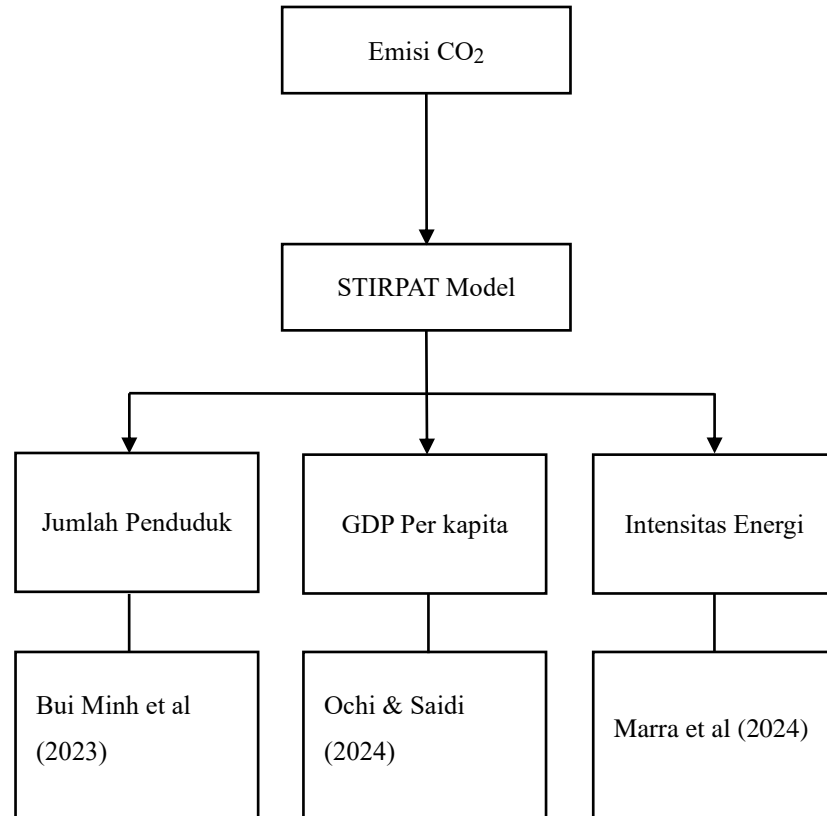 Emisi CO₂
STIRPAT Model
Jumlah Penduduk
GDP Per kapita
Intensitas Energi
Bui Minh et al
(2023)
Ochi & Saidi
(2024)
Marra et al (2024)